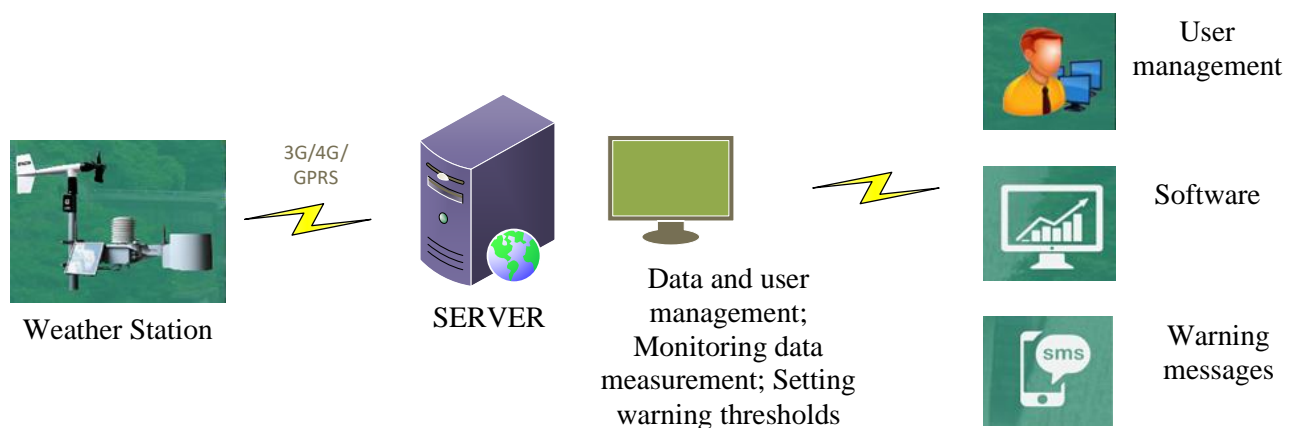 Weather Station
3G/4G/
GPRS
SERVER
Data and user
management;
Monitoring data
measurement; Setting
warning thresholds
User
management
Software
sms
Warning
messages